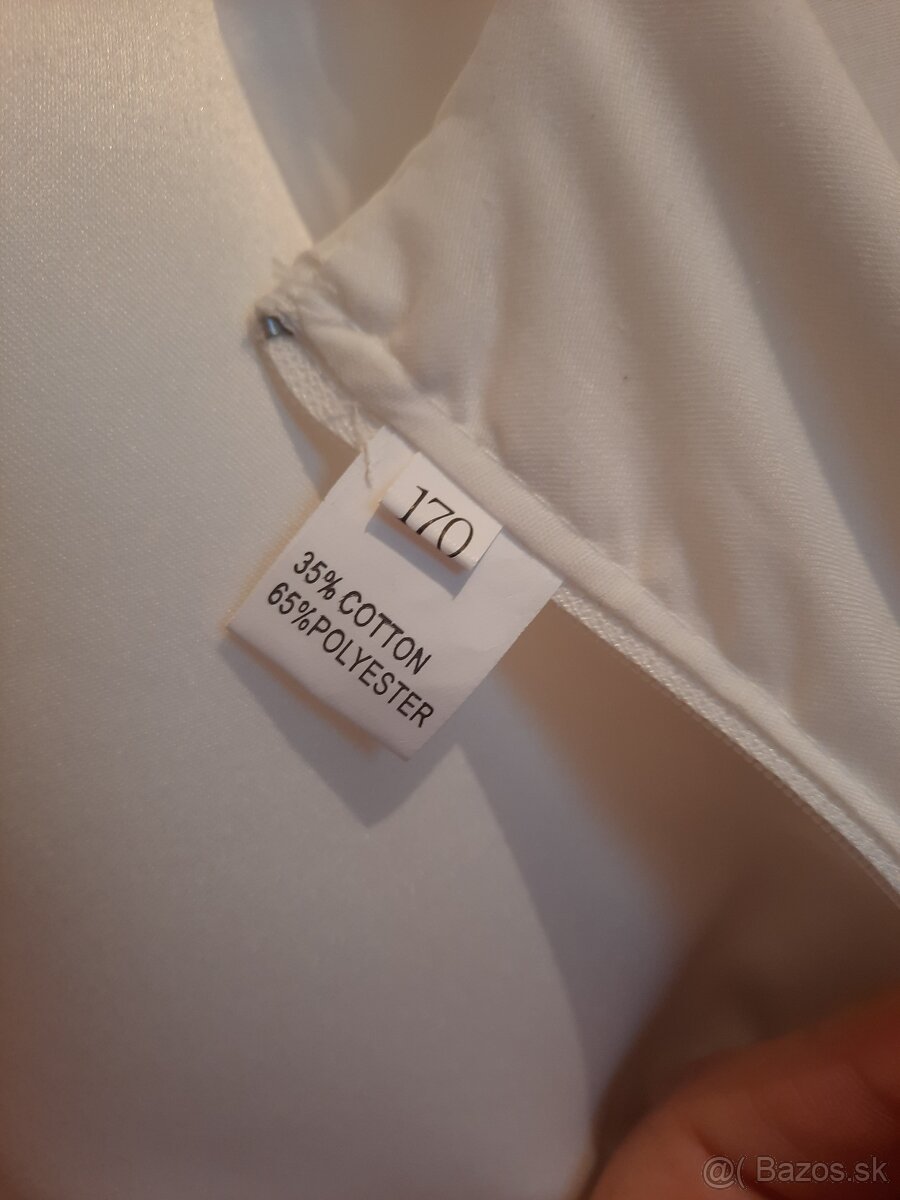 170
35% COTTON
65%POLYESTER
@( Bazos.sk